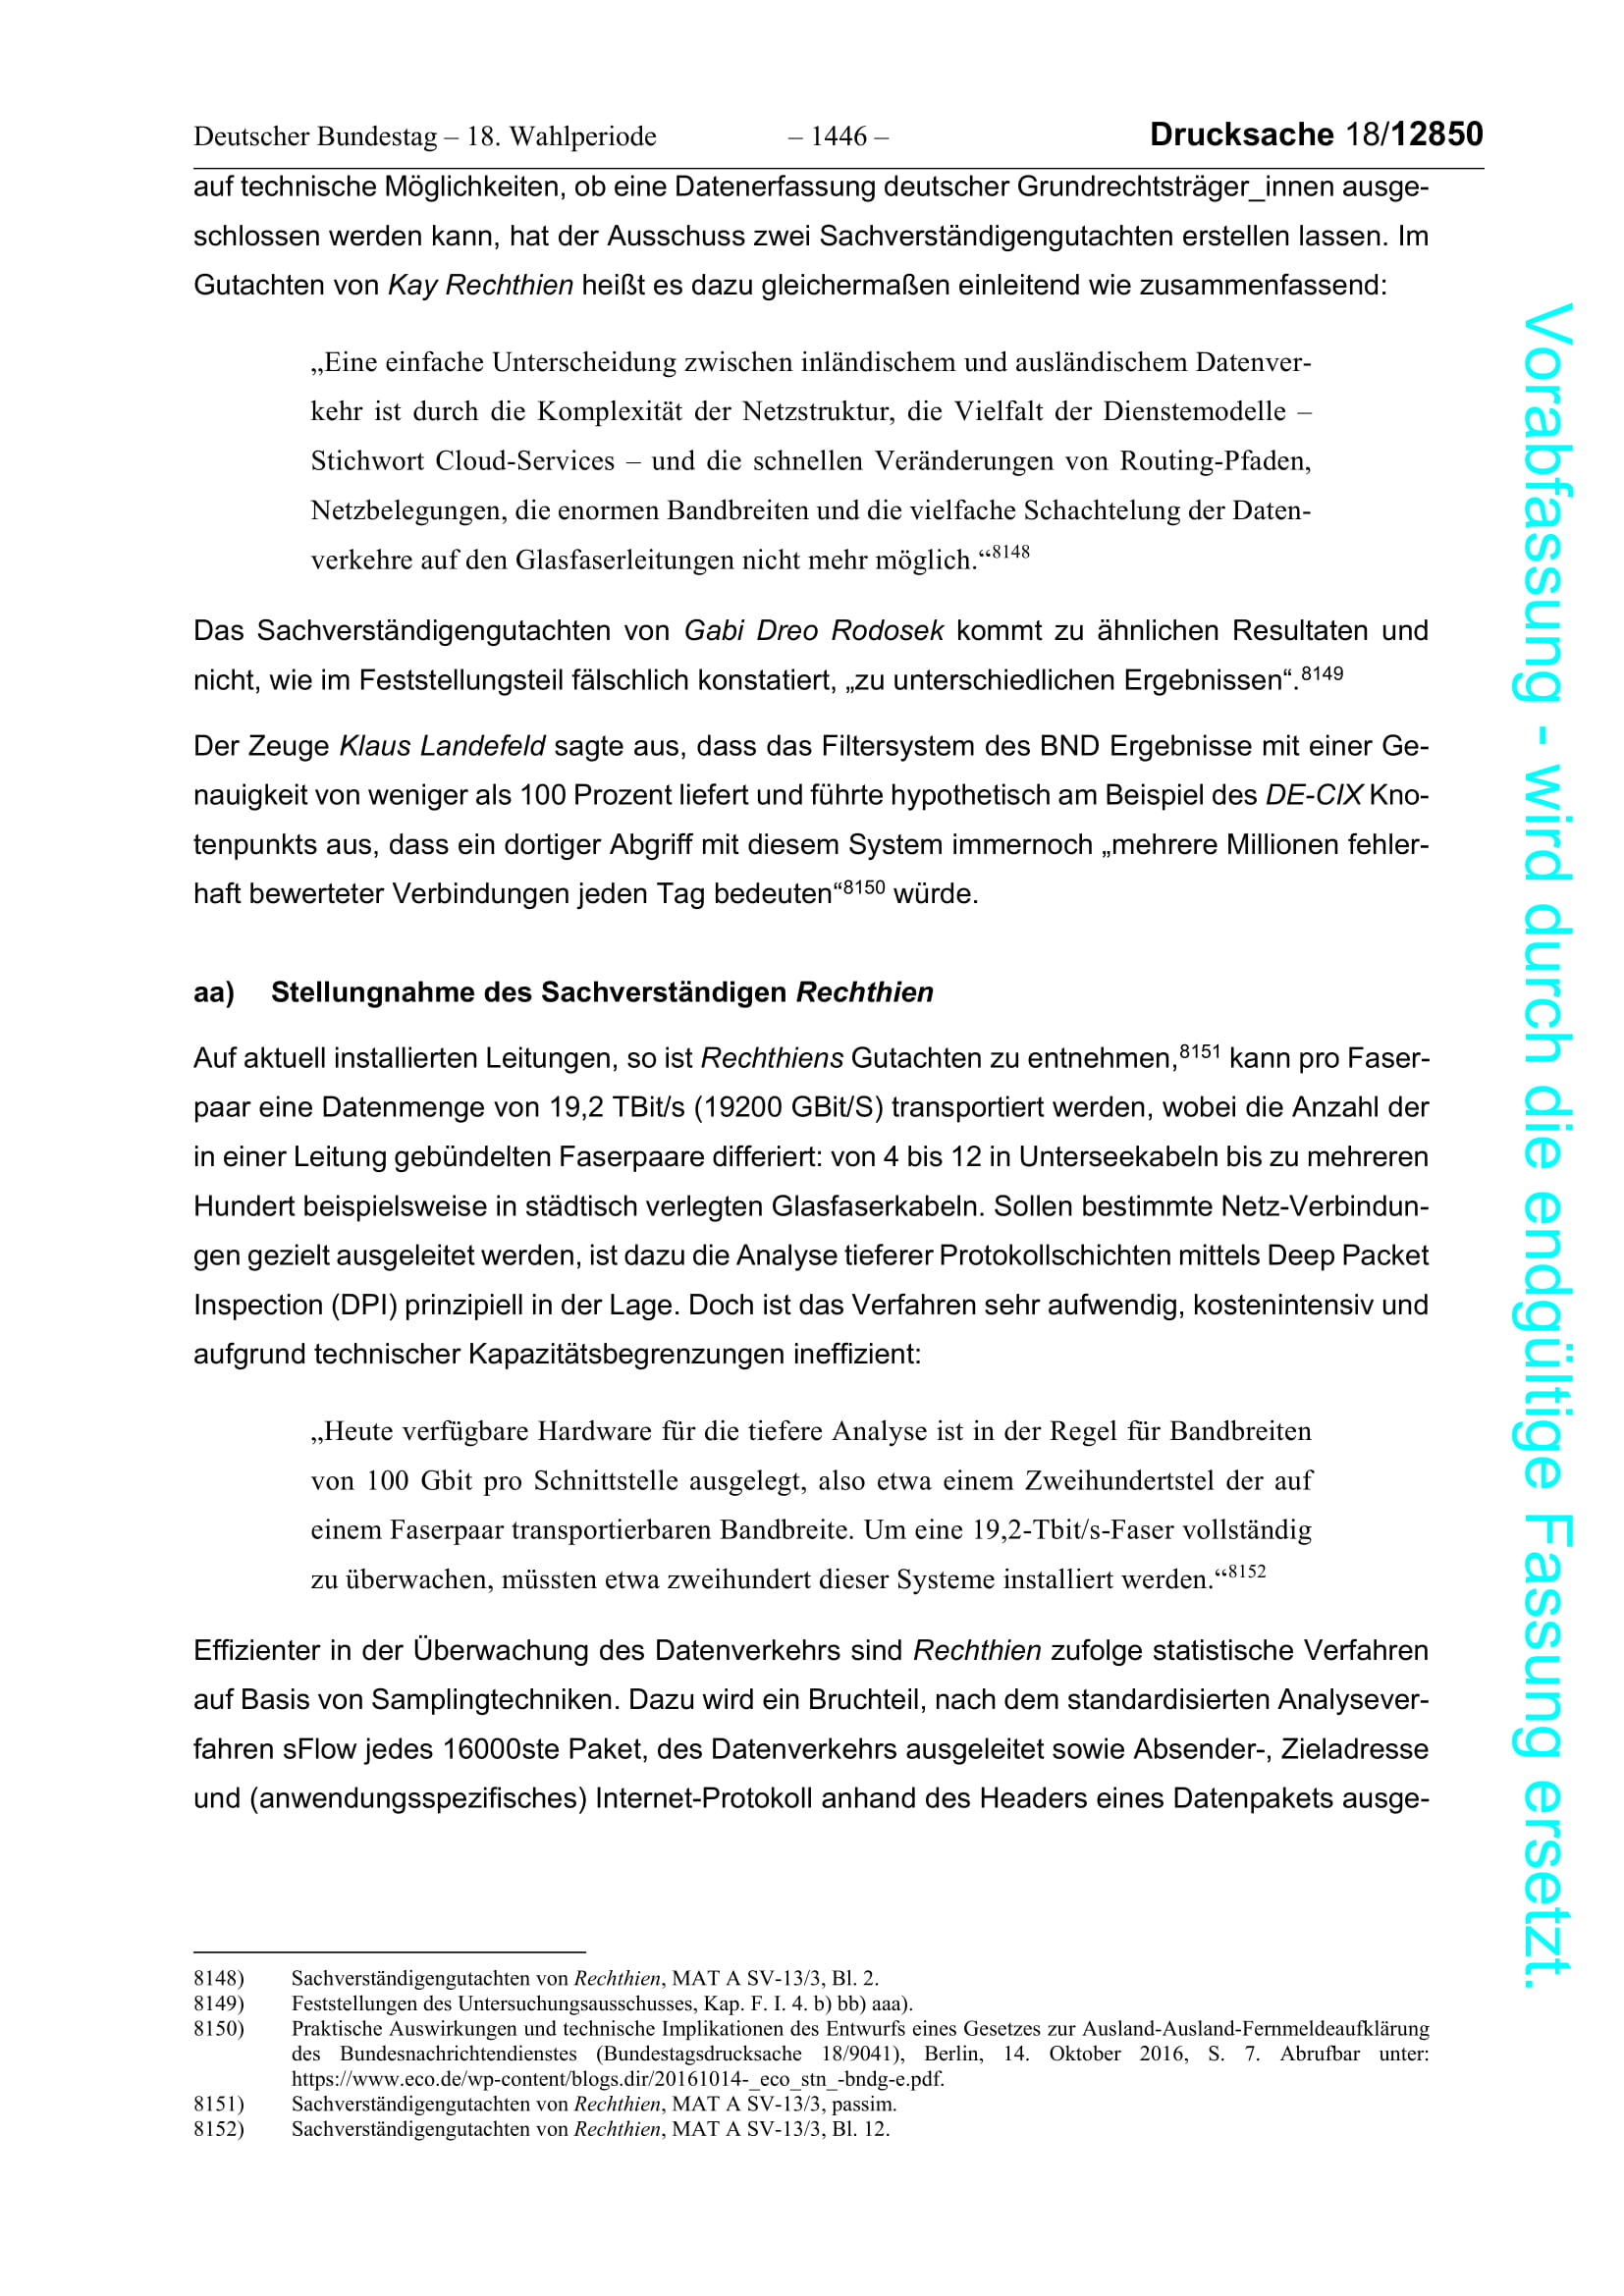 Deutscher Bundestag – 18. Wahlperiode – 1446 – Drucksache 18/12850
auf technische Möglichkeiten, ob eine Datenerfassung deutscher Grundrechtsträger_innen ausge-
schlossen werden kann, hat der Ausschuss zwei Sachverständigengutachten erstellen lassen. Im
Gutachten von Kay Rechthien heißt es dazu gleichermaßen einleitend wie zusammenfassend:
„Eine einfache Unterscheidung zwischen inländischem und ausländischem Datenver-
kehr ist durch die Komplexität der Netzstruktur, die Vielfalt der Dienstemodelle –
Stichwort Cloud-Services – und die schnellen Veränderungen von Routing-Pfaden,
Netzbelegungen, die enormen Bandbreiten und die vielfache Schachtelung der Daten-
verkehre auf den Glasfaserleitungen nicht mehr möglich.“8148
Das Sachverständigengutachten von Gabi Dreo Rodosek kommt zu ähnlichen Resultaten und
nicht, wie im Feststellungsteil fälschlich konstatiert, „zu unterschiedlichen Ergebnissen“.8149
Der Zeuge Klaus Landefeld sagte aus, dass das Filtersystem des BND Ergebnisse mit einer Ge-
nauigkeit von weniger als 100 Prozent liefert und führte hypothetisch am Beispiel des DE-CIX Kno-
tenpunkts aus, dass ein dortiger Abgriff mit diesem System immernoch „mehrere Millionen fehler-
haft bewerteter Verbindungen jeden Tag bedeuten“8150 würde.
aa) Stellungnahme des Sachverständigen Rechthien
Auf aktuell installierten Leitungen, so ist Rechthiens Gutachten zu entnehmen,8151 kann pro Faser-
paar eine Datenmenge von 19,2 TBit/s (19200 GBit/S) transportiert werden, wobei die Anzahl der
in einer Leitung gebündelten Faserpaare differiert: von 4 bis 12 in Unterseekabeln bis zu mehreren
Hundert beispielsweise in städtisch verlegten Glasfaserkabeln. Sollen bestimmte Netz-Verbindun-
gen gezielt ausgeleitet werden, ist dazu die Analyse tieferer Protokollschichten mittels Deep Packet
Inspection (DPI) prinzipiell in der Lage. Doch ist das Verfahren sehr aufwendig, kostenintensiv und
aufgrund technischer Kapazitätsbegrenzungen ineffizient:
„Heute verfügbare Hardware für die tiefere Analyse ist in der Regel für Bandbreiten
von 100 Gbit pro Schnittstelle ausgelegt, also etwa einem Zweihundertstel der auf
einem Faserpaar transportierbaren Bandbreite. Um eine 19,2-Tbit/s-Faser vollständig
zu überwachen, müssten etwa zweihundert dieser Systeme installiert werden.“8152
Effizienter in der Überwachung des Datenverkehrs sind Rechthien zufolge statistische Verfahren
auf Basis von Samplingtechniken. Dazu wird ein Bruchteil, nach dem standardisierten Analysever-
fahren sFlow jedes 16000ste Paket, des Datenverkehrs ausgeleitet sowie Absender-, Zieladresse
und (anwendungsspezifisches) Internet-Protokoll anhand des Headers eines Datenpakets ausge-
8148) Sachverständigengutachten von Rechthien, MAT A SV-13/3, Bl. 2.
8149) Feststellungen des Untersuchungsausschusses, Kap. F. I. 4. b) bb) aaa).
8150) Praktische Auswirkungen und technische Implikationen des Entwurfs eines Gesetzes zur Ausland-Ausland-Fernmeldeaufklärung
des Bundesnachrichtendienstes (Bundestagsdrucksache 18/9041), Berlin, 14. Oktober 2016, S. 7. Abrufbar unter:
https://www.eco.de/wp-content/blogs.dir/20161014-_eco_stn_-bndg-e.pdf.
8151) Sachverständigengutachten von Rechthien, MAT A SV-13/3, passim.
8152) Sachverständigengutachten von Rechthien, MAT A SV-13/3, Bl. 12.
Vorabfassung - wird durch die endgültige Fassung ersetzt.